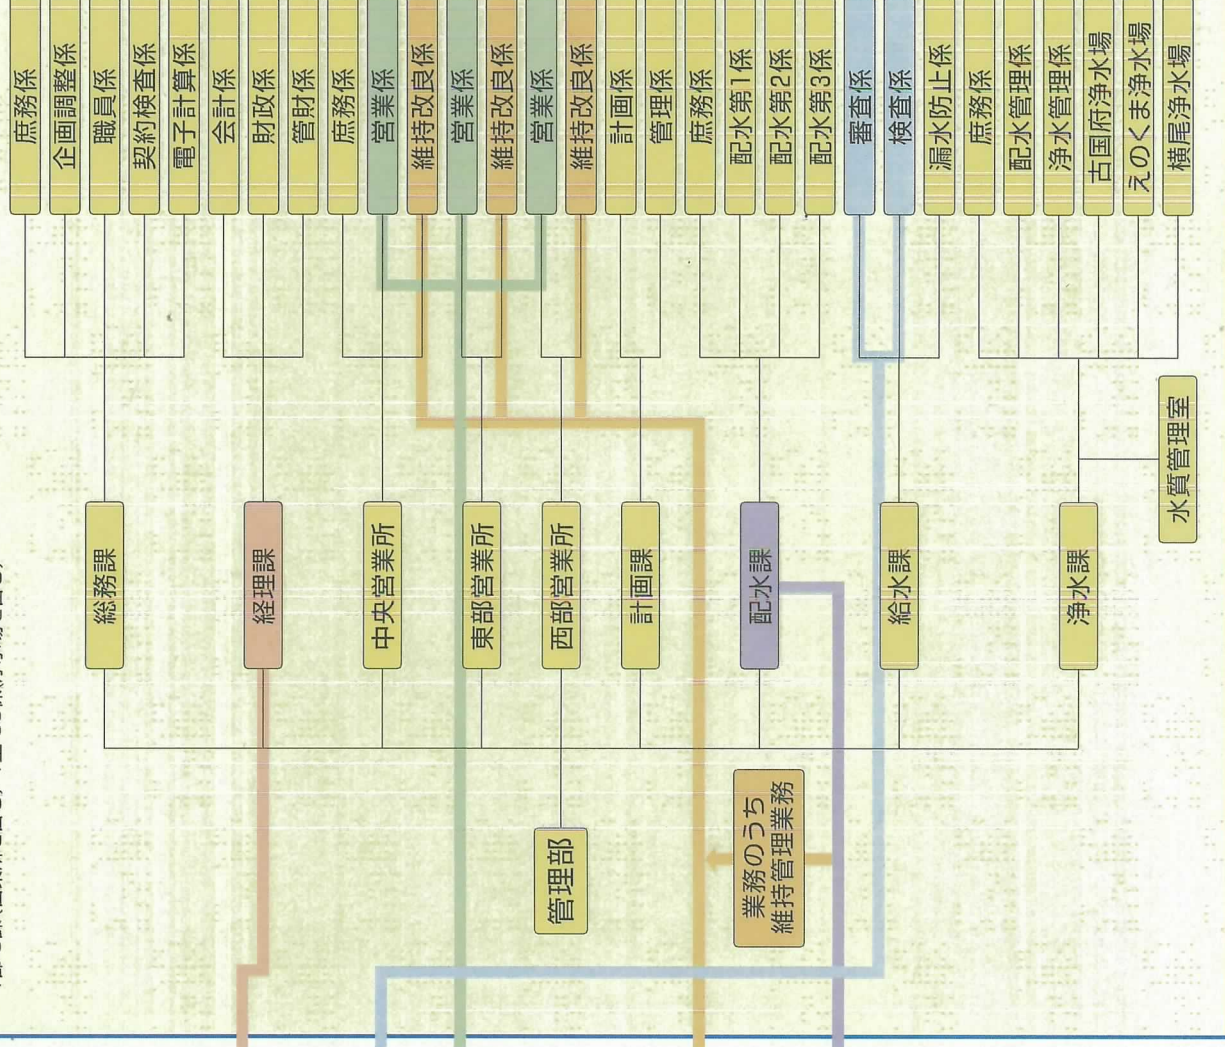 管理部
総務課
経理課
中央営業所
東部営業所
西部営業所
計画課
配水課
給水課
浄水課
水質管理室
業務のうち
維持管理業務
庶務係
企画調整係
職員係
契約検査係
電子計算係
会計係
財政係
管財係
庶務係
営業係
維持改良係
営業係
維持改良係
営業係
維持改良係
計画係
管理係
庶務係
配水第1係
配水第2係
配水第3係
審査係
検査係
漏水防止係
庶務係
配水管理係
浄水管理係
古国府浄水場
えのくま浄水場
横尾浄水場